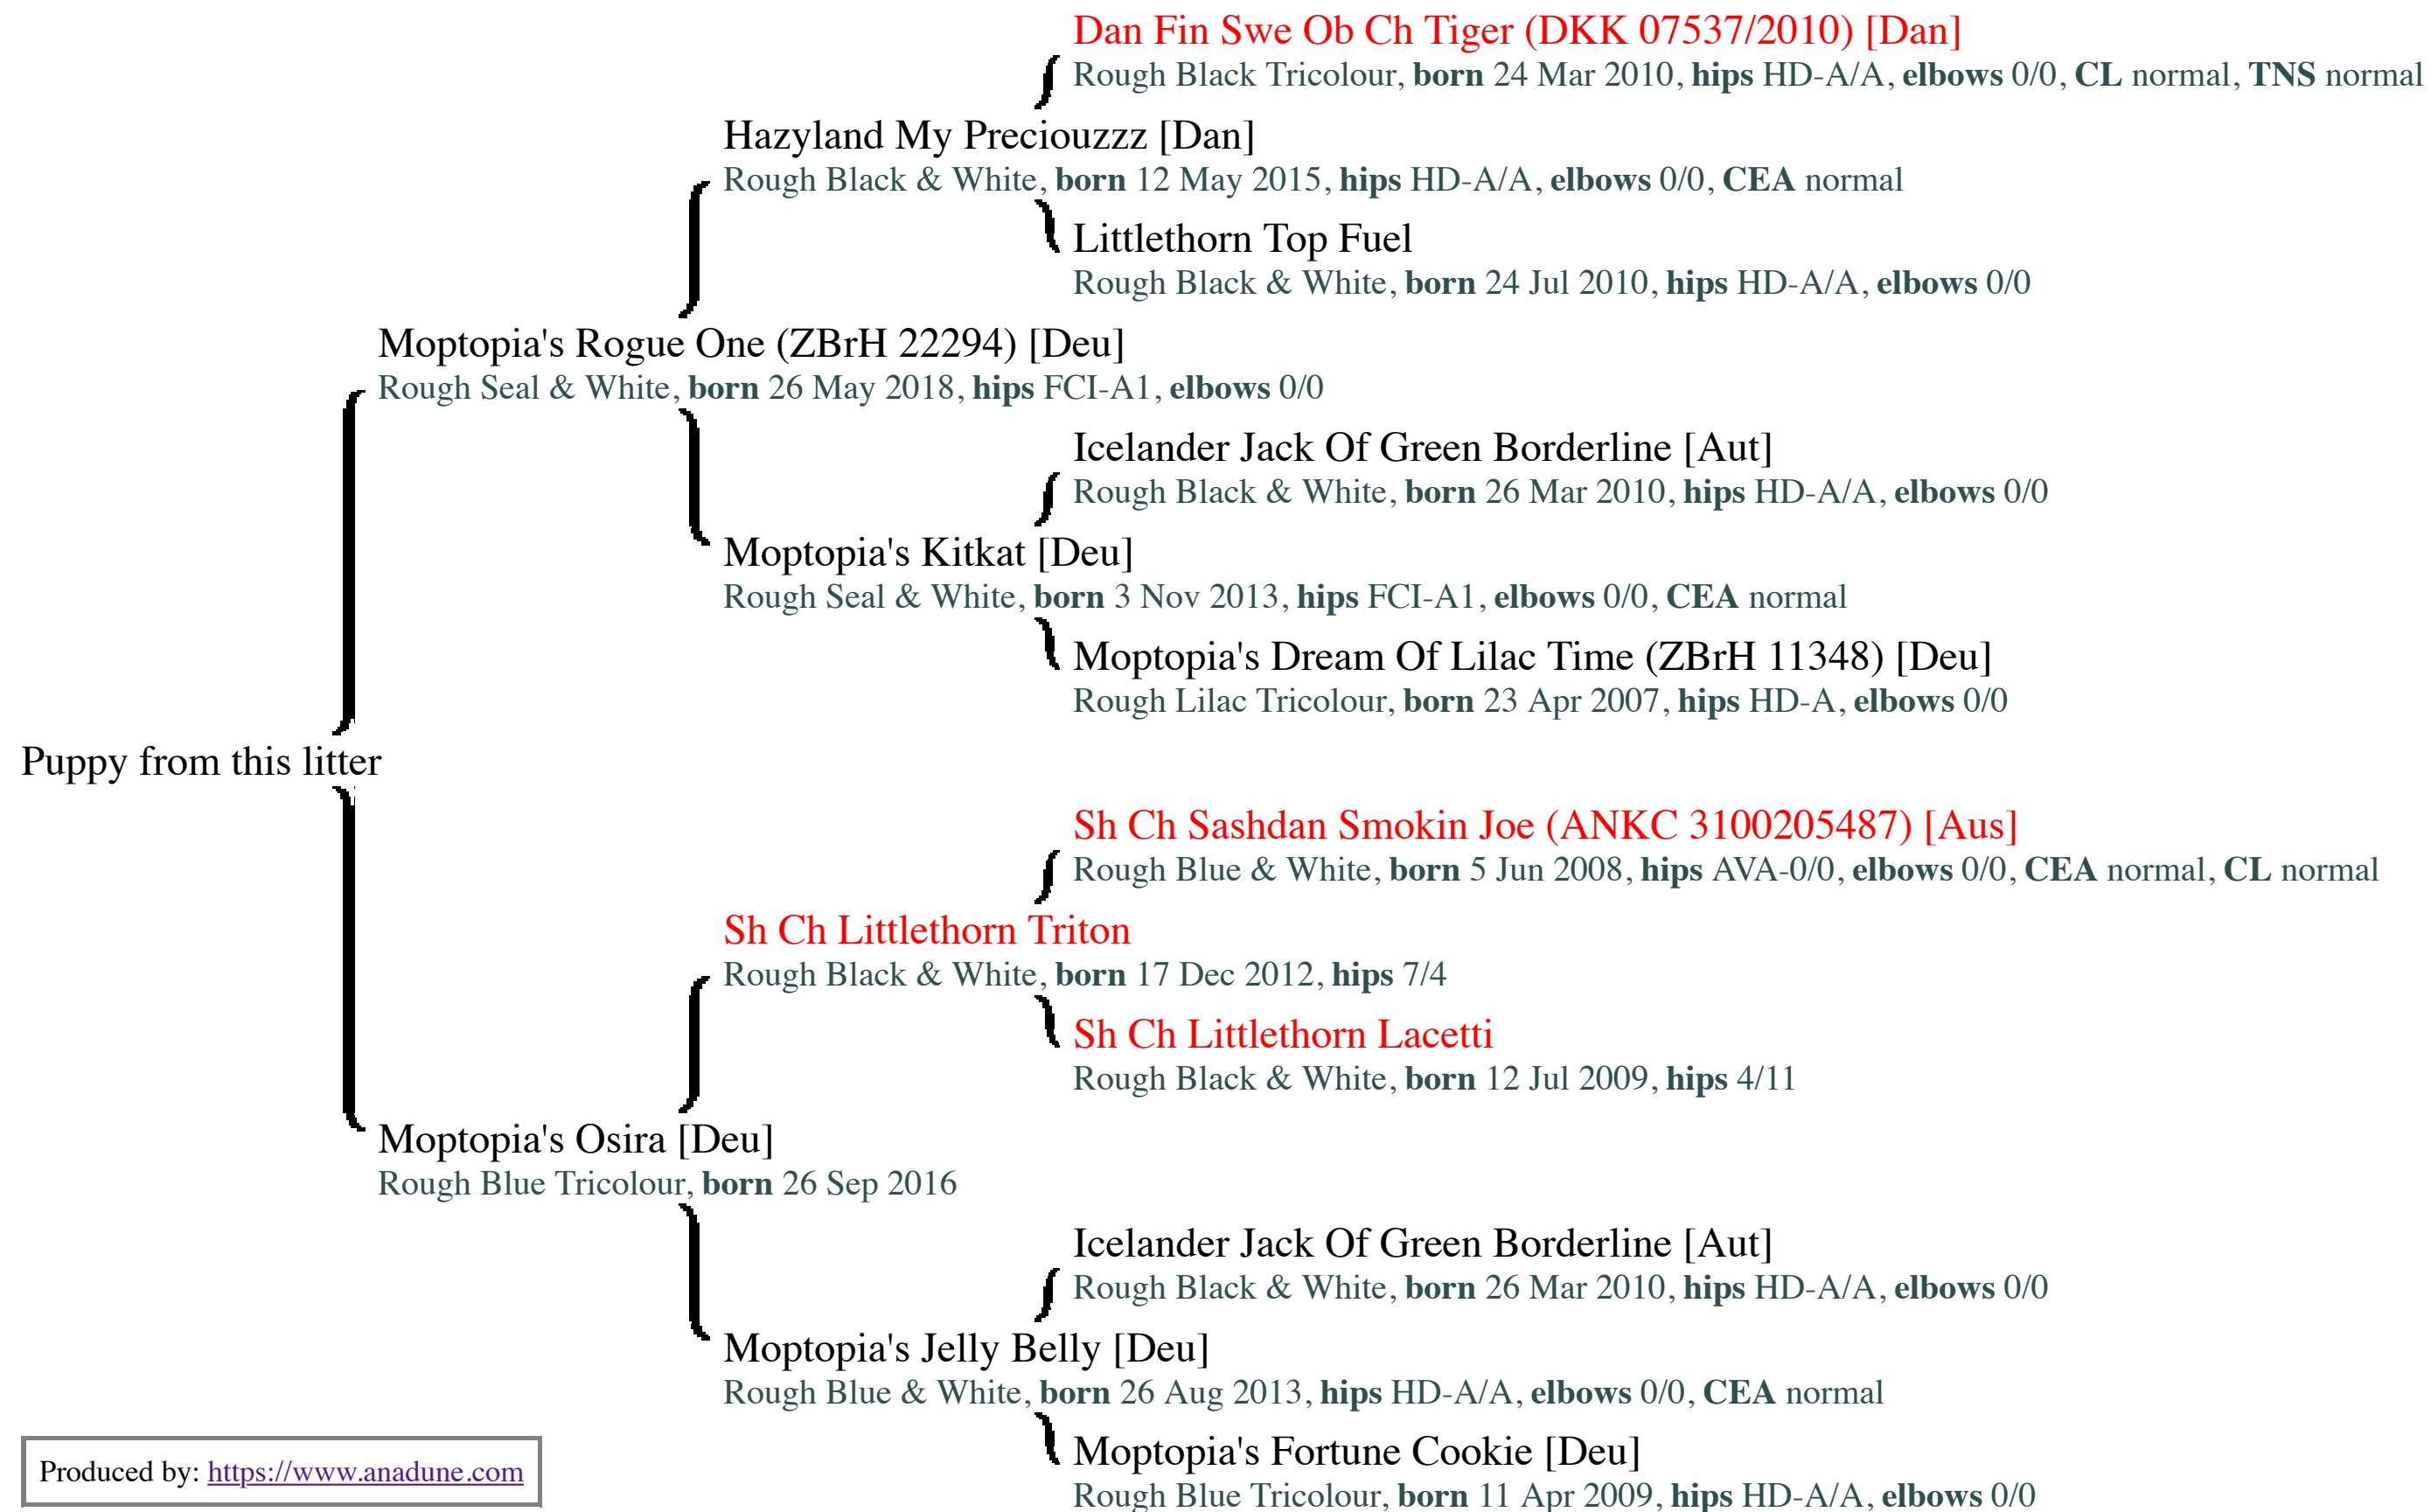 Dan Fin Swe Ob Ch Tiger (DKK 07537/2010) [Dan]
Rough Black Tricolour, born 24 Mar 2010, hips HD-A/A, elbows 0/0, CL normal, TNS normal
Hazyland My Preciouzzz [Dan]
Rough Black & White, born 12 May 2015, hips HD-A/A, elbows 0/0, CEA normal
Littlethorn Top Fuel
Rough Black & White, born 24 Jul 2010, hips HD-A/A, elbows 0/0
Moptopia's Rogue One (ZBrH 22294) [Deu]
Rough Seal & White, born 26 May 2018, hips FCI-A1, elbows 0/0
Icelander Jack Of Green Borderline [Aut]
Rough Black & White, born 26 Mar 2010, hips HD-A/A, elbows 0/0
Moptopia's Kitkat [Deu]
Rough Seal & White, born 3 Nov 2013, hips FCI-A1, elbows 0/0, CEA normal
Moptopia's Dream Of Lilac Time (ZBrH 11348) [Deu]
Rough Lilac Tricolour, born 23 Apr 2007, hips HD-A, elbows 0/0
Puppy from this litter
Sh Ch Sashdan Smokin Joe (ANKC 3100205487) [Aus]
Rough Blue & White, born 5 Jun 2008, hips AVA-0/0, elbows 0/0, CEA normal, CL normal
Sh Ch Littlethorn Triton
Rough Black & White, born 17 Dec 2012, hips 7/4
Sh Ch Littlethorn Lacetti
Rough Black & White, born 12 Jul 2009, hips 4/11
Moptopia's Osira [Deu]
Rough Blue Tricolour, born 26 Sep 2016
Icelander Jack Of Green Borderline [Aut]
Rough Black & White, born 26 Mar 2010, hips HD-A/A, elbows 0/0
Moptopia's Jelly Belly [Deu]
Rough Blue & White, born 26 Aug 2013, hips HD-A/A, elbows 0/0, CEA normal
Moptopia's Fortune Cookie [Deu]
Rough Blue Tricolour, born 11 Apr 2009, hips HD-A/A, elbows 0/0
Produced by: https://www.anadune.com